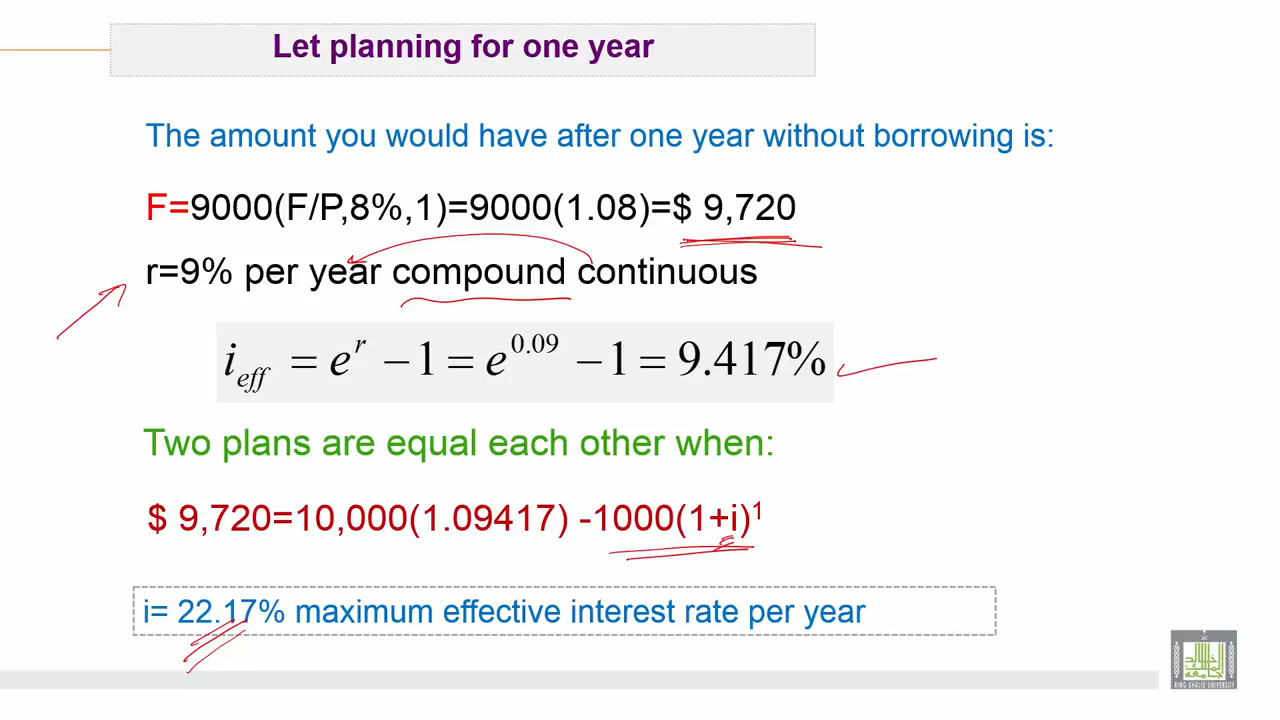 Let planning for one year
The amount you would have after one year without borrowing is:
F=9000(F/P,8%,1)=9000(1.08)=$ 9,720
r=9% per year compound continuous
i_eff = e^r − 1 = e^0.09 − 1 = 9.417%
Two plans are equal each other when:
$ 9,720=10,000(1.09417) -1000(1+i)¹
i= 22.17% maximum effective interest rate per year
KING KHALID UNIVERSITY